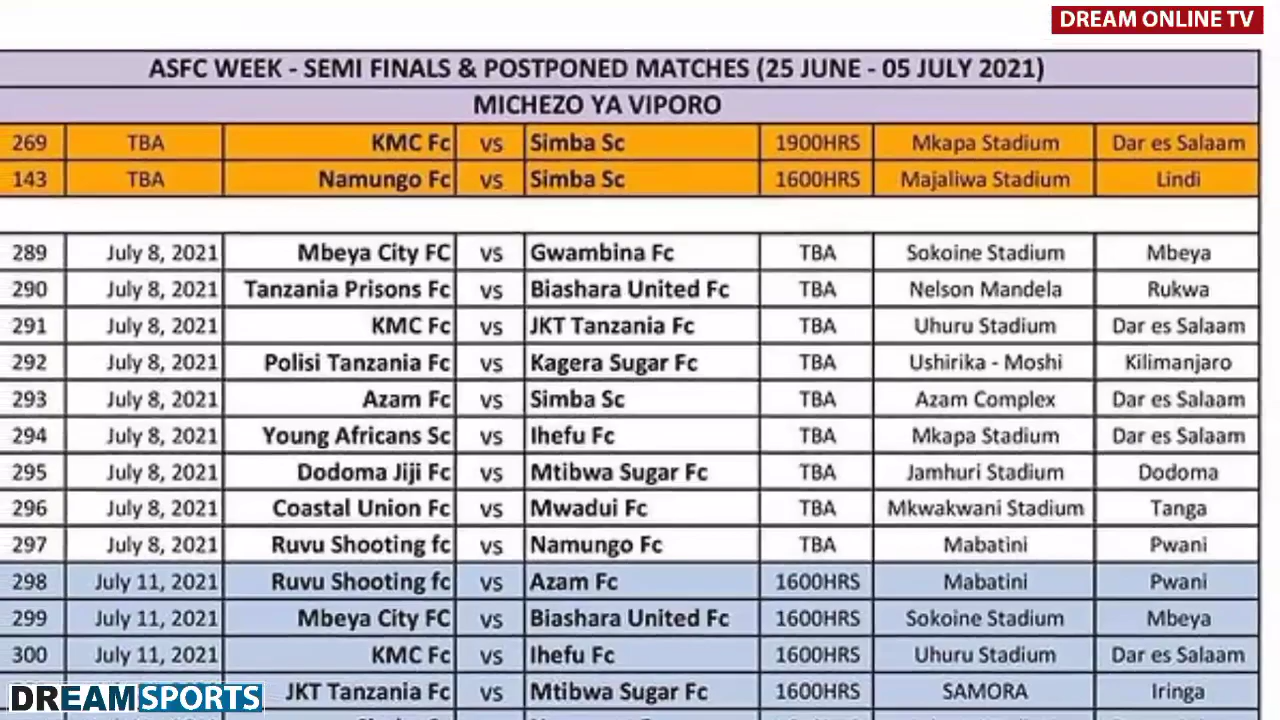 DREAM ONLINE TV
ASFC WEEK - SEMI FINALS & POSTPONED MATCHES (25 JUNE - 05 JULY 2021)
MICHEZO YA VIPORO
269 TBA KMC Fc vs Simba Sc 1900HRS Mkapa Stadium Dar es Salaam
143 TBA Namungo Fc vs Simba Sc 1600HRS Majaliwa Stadium Lindi
289 July 8, 2021 Mbeya City FC vs Gwambina Fc TBA Sokoine Stadium Mbeya
290 July 8, 2021 Tanzania Prisons Fc vs Biashara United Fc TBA Nelson Mandela Rukwa
291 July 8, 2021 KMC Fc vs JKT Tanzania Fc TBA Uhuru Stadium Dar es Salaam
292 July 8, 2021 Polisi Tanzania Fc vs Kagera Sugar Fc TBA Ushirika - Moshi Kilimanjaro
293 July 8, 2021 Azam Fc vs Simba Sc TBA Azam Complex Dar es Salaam
294 July 8, 2021 Young Africans Sc vs Ihefu Fc TBA Mkapa Stadium Dar es Salaam
295 July 8, 2021 Dodoma Jiji Fc vs Mtibwa Sugar Fc TBA Jamhuri Stadium Dodoma
296 July 8, 2021 Coastal Union Fc vs Mwadui Fc TBA Mkwakwani Stadium Tanga
297 July 8, 2021 Ruvu Shooting fc vs Namungo Fc TBA Mabatini Pwani
298 July 11, 2021 Ruvu Shooting fc vs Azam Fc 1600HRS Mabatini Pwani
299 July 11, 2021 Mbeya City FC vs Biashara United Fc 1600HRS Sokoine Stadium Mbeya
300 July 11, 2021 KMC Fc vs Ihefu Fc 1600HRS Uhuru Stadium Dar es Salaam
JKT Tanzania Fc vs Mtibwa Sugar Fc 1600HRS SAMORA Iringa
DREAMSPORTS